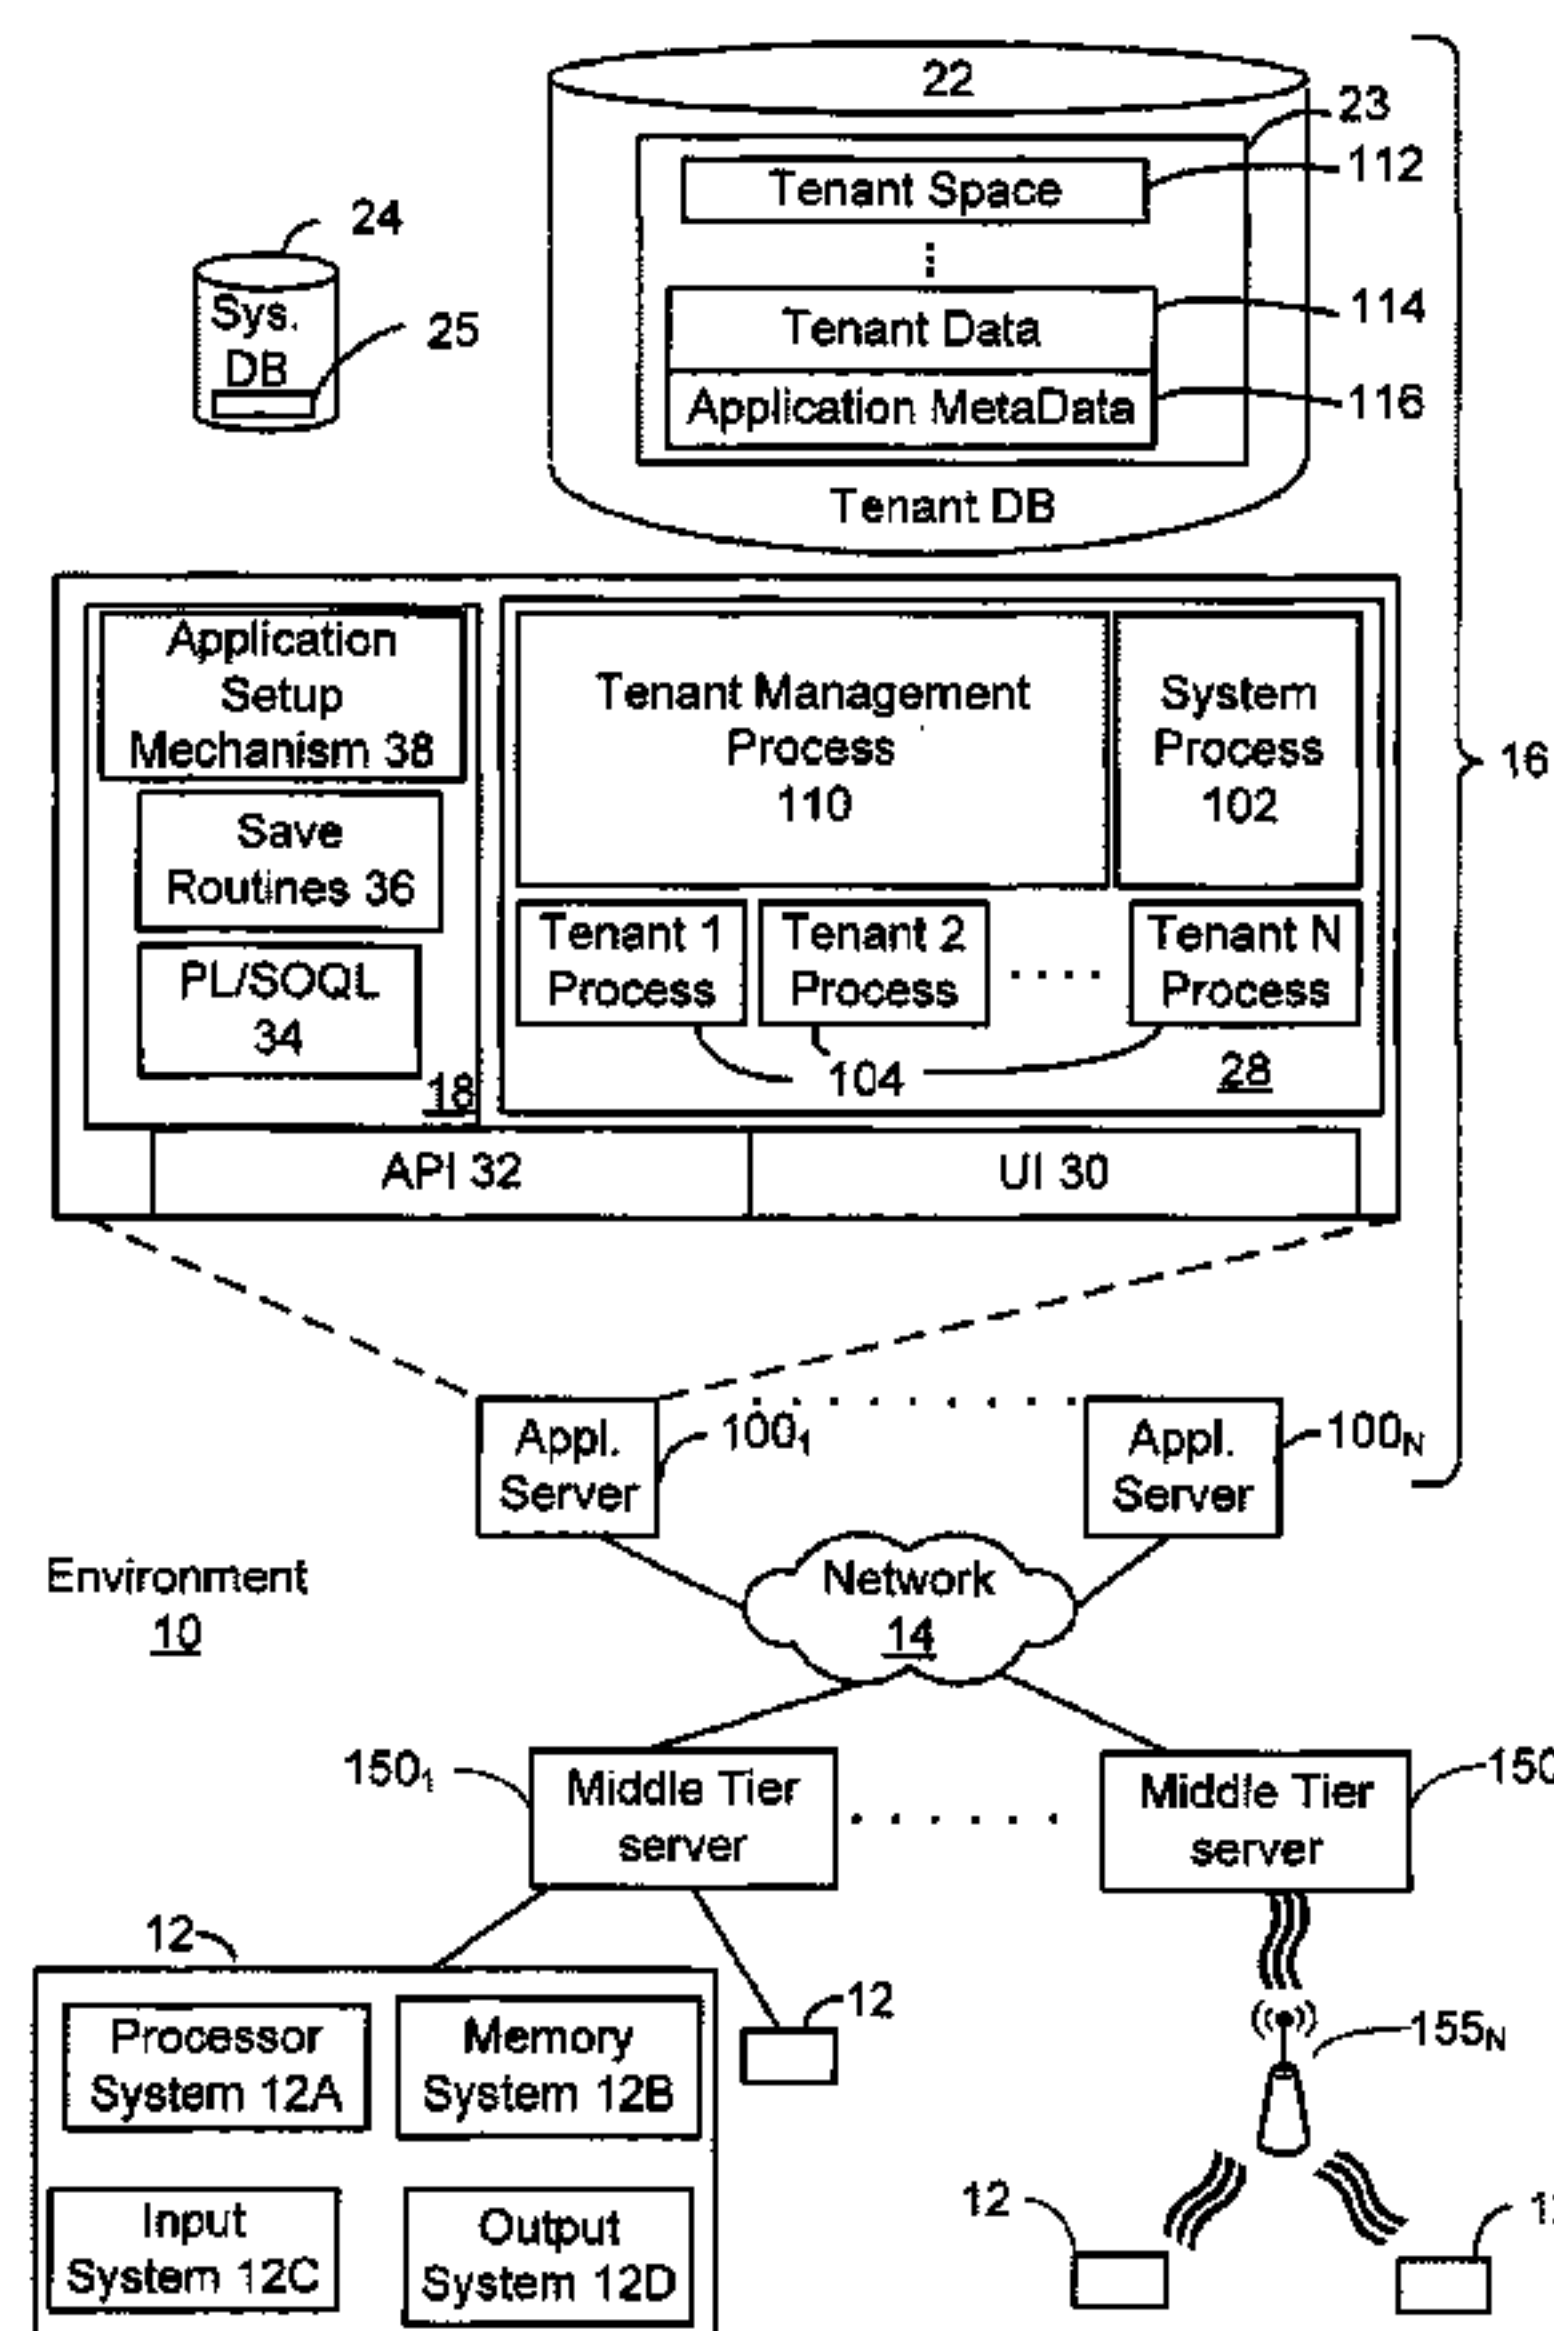 22
23
Tenant Space
112
24
Sys.
DB
25
Tenant Data
114
Application MetaData
116
Tenant DB
Application
Setup
Mechanism 38
Save
Routines 36
PL/SOQL
34
18
Tenant Management
Process
110
System
Process
102
Tenant 1
Process
Tenant 2
Process
Tenant N
Process
104
28
API 32
UI 30
16
Appl.
Server
100₁
Appl.
Server
100N
Environment
10
Network
14
150₁
Middle Tier
server
Middle Tier
server
150
12
Processor
System 12A
Memory
System 12B
Input
System 12C
Output
System 12D
12
155N
12